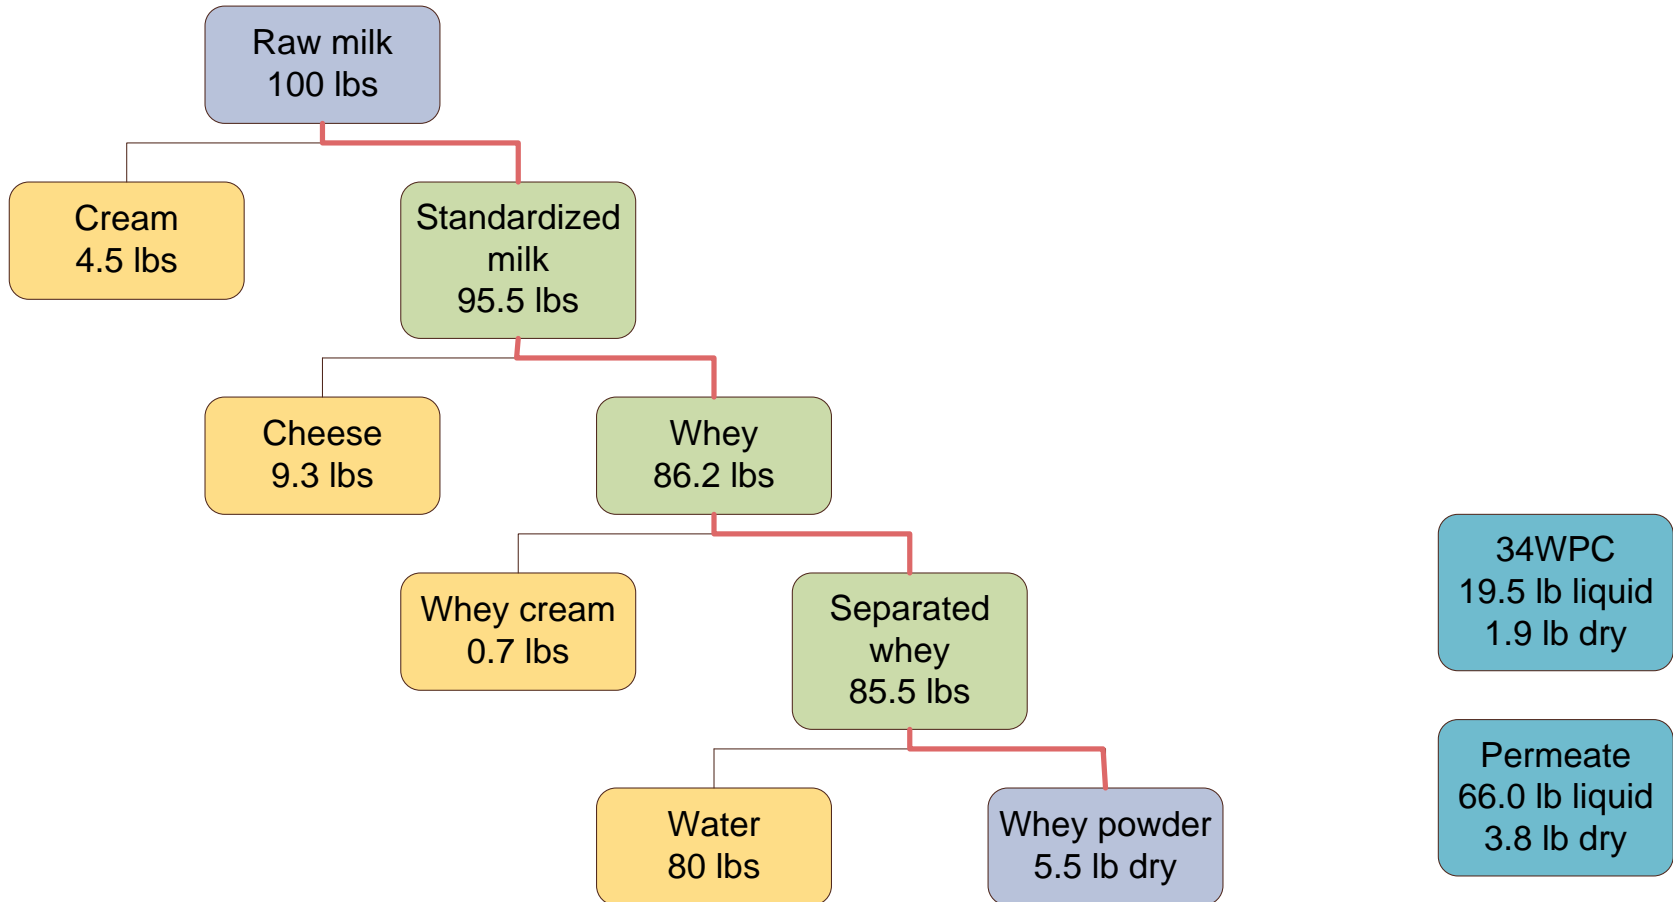 Raw milk
100 lbs
Cream
4.5 lbs
Standardized
milk
95.5 lbs
Cheese
9.3 lbs
Whey
86.2 lbs
Whey cream
0.7 lbs
Separated
whey
85.5 lbs
34WPC
19.5 lb liquid
1.9 lb dry
Water
80 lbs
Whey powder
5.5 lb dry
Permeate
66.0 lb liquid
3.8 lb dry